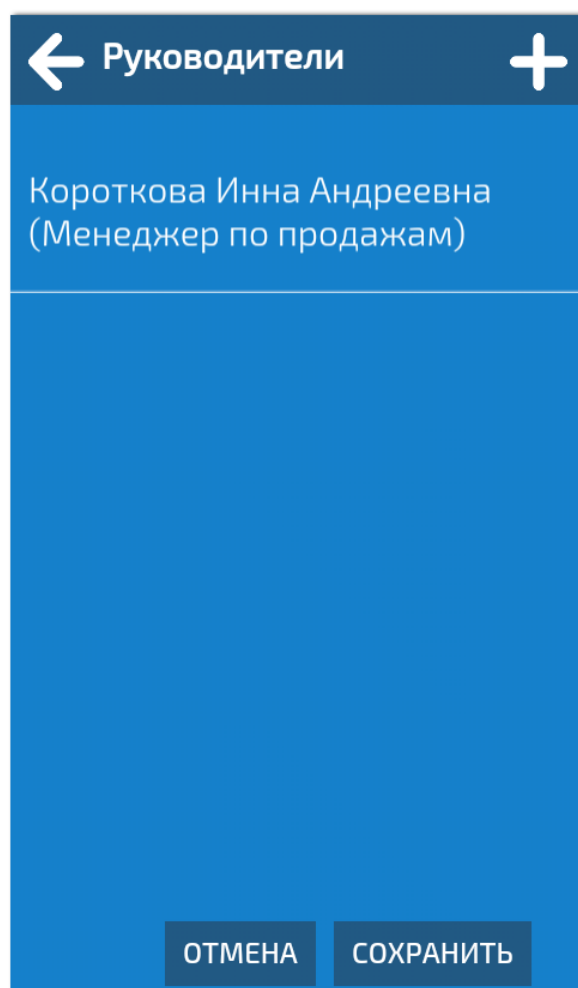 Руководители
Короткова Инна Андреевна
(Менеджер по продажам)
ОТМЕНА СОХРАНИТЬ